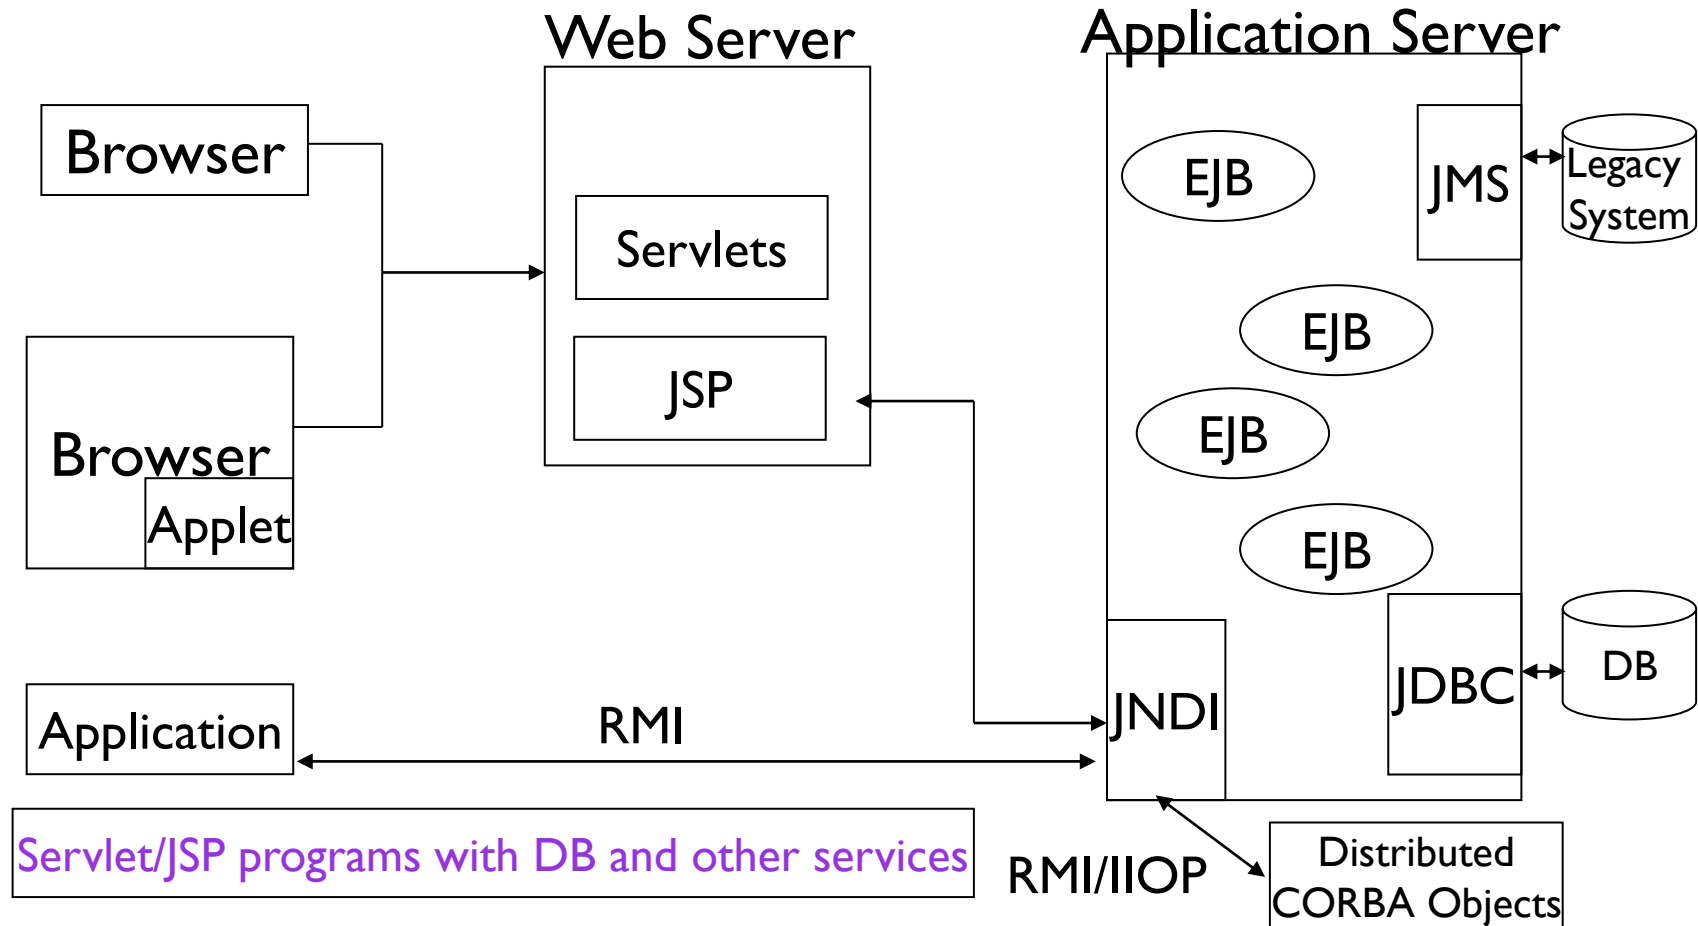 Web Server
Application Server
Browser
Servlets
JSP
Browser
Applet
Application
RMI
EJB
JMS
Legacy
System
EJB
EJB
EJB
JNDI
JDBC
DB
Servlet/JSP programs with DB and other services
RMI/IIOP
Distributed
CORBA Objects